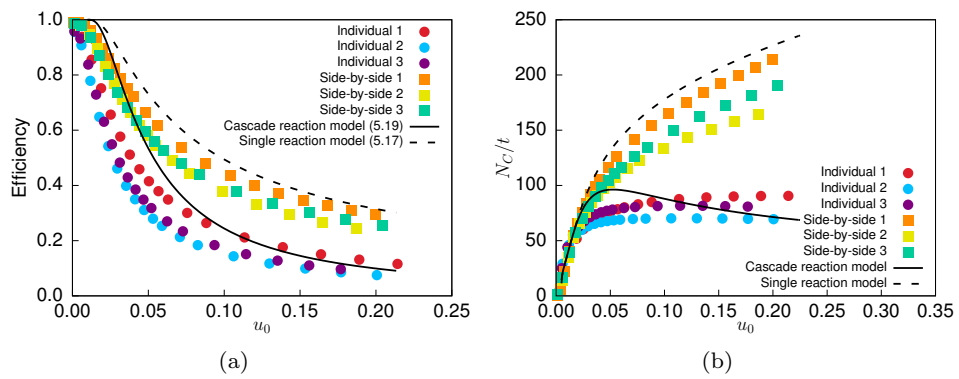 Individual 1
Individual 2
Individual 3
Side-by-side 1
Side-by-side 2
Side-by-side 3
Cascade reaction model (5.19)
Single reaction model (5.17)
Efficiency
1.0
0.8
0.6
0.4
0.2
0.0
0.00 0.05 0.10 0.15 0.20 0.25
u0
(a)
Individual 1
Individual 2
Individual 3
Side-by-side 1
Side-by-side 2
Side-by-side 3
Cascade reaction model
Single reaction model
NC/t
250
200
150
100
50
0
0.00 0.05 0.10 0.15 0.20 0.25 0.30 0.35
u0
(b)